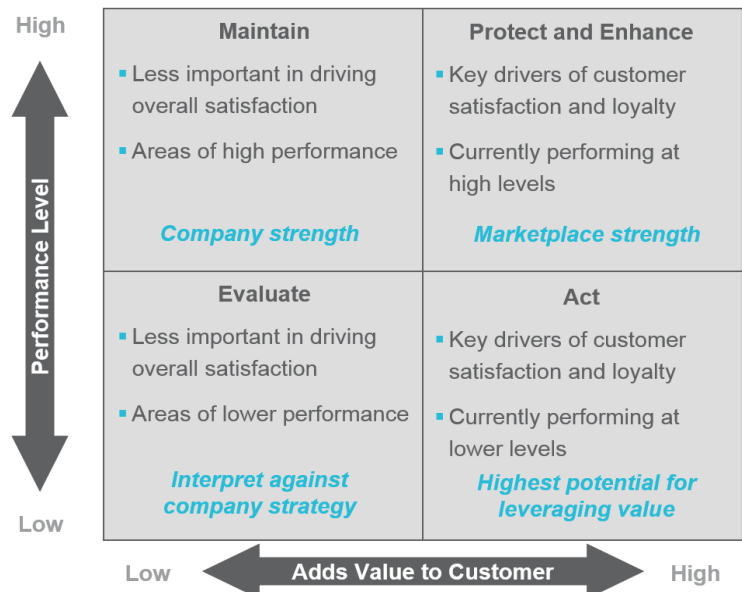 High
Performance Level
Low
Maintain
▪ Less important in driving
overall satisfaction
▪ Areas of high performance
Company strength
Protect and Enhance
▪ Key drivers of customer
satisfaction and loyalty
▪ Currently performing at
high levels
Marketplace strength
Evaluate
▪ Less important in driving
overall satisfaction
▪ Areas of lower performance
Interpret against
company strategy
Act
▪ Key drivers of customer
satisfaction and loyalty
▪ Currently performing at
lower levels
Highest potential for
leveraging value
Low
Adds Value to Customer
High